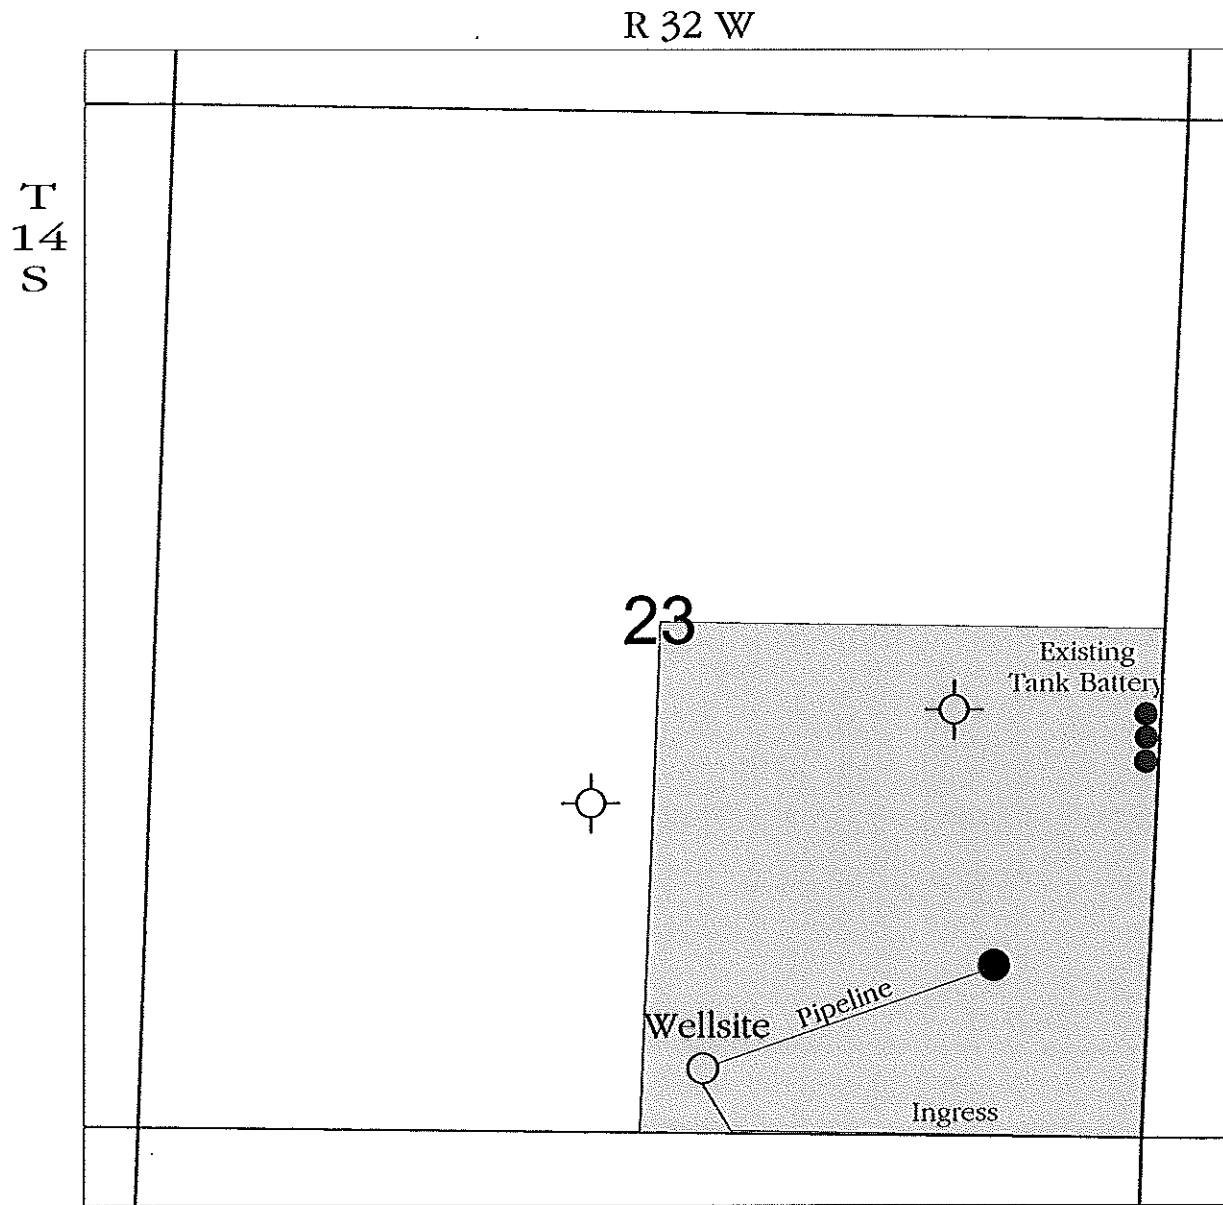 R 32 W
T
14
S
23
Existing
Tank Battery
Pipeline
Wellsite
Ingress